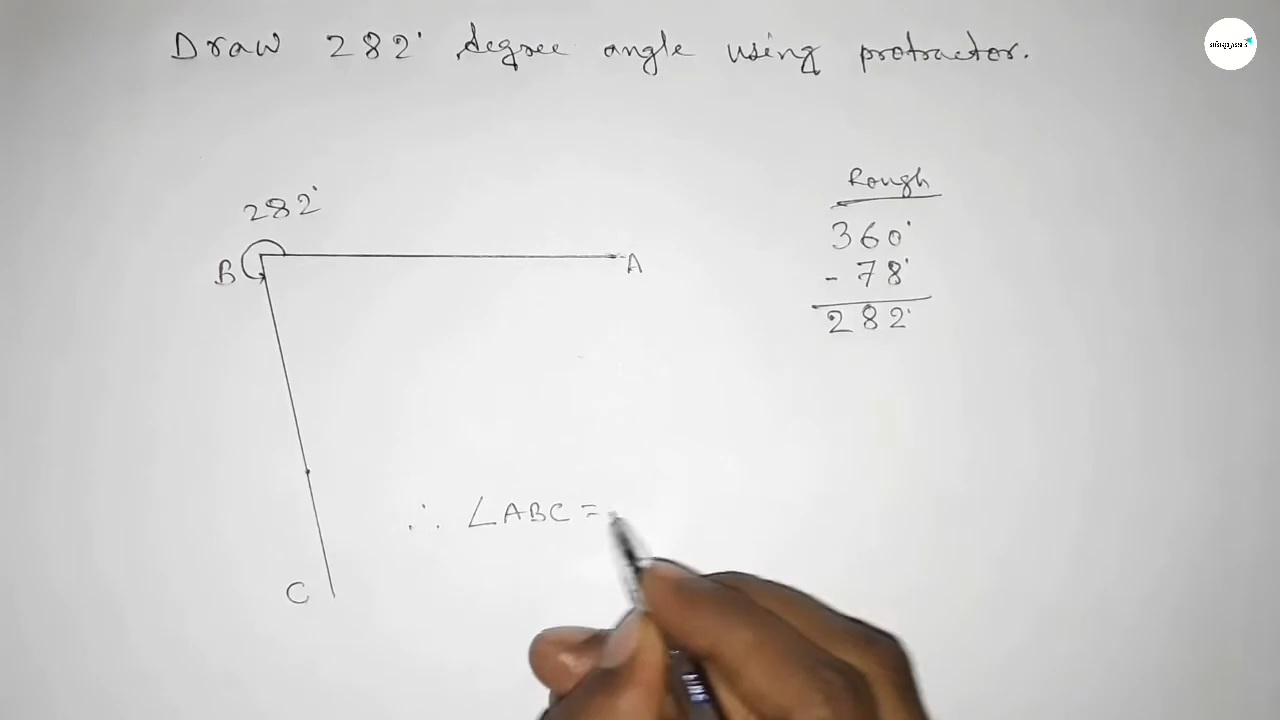 Draw 282° degree angle using protractor.
Rough
282°
360°
B
A
- 78°
282°
∴ ∠ABC =
C